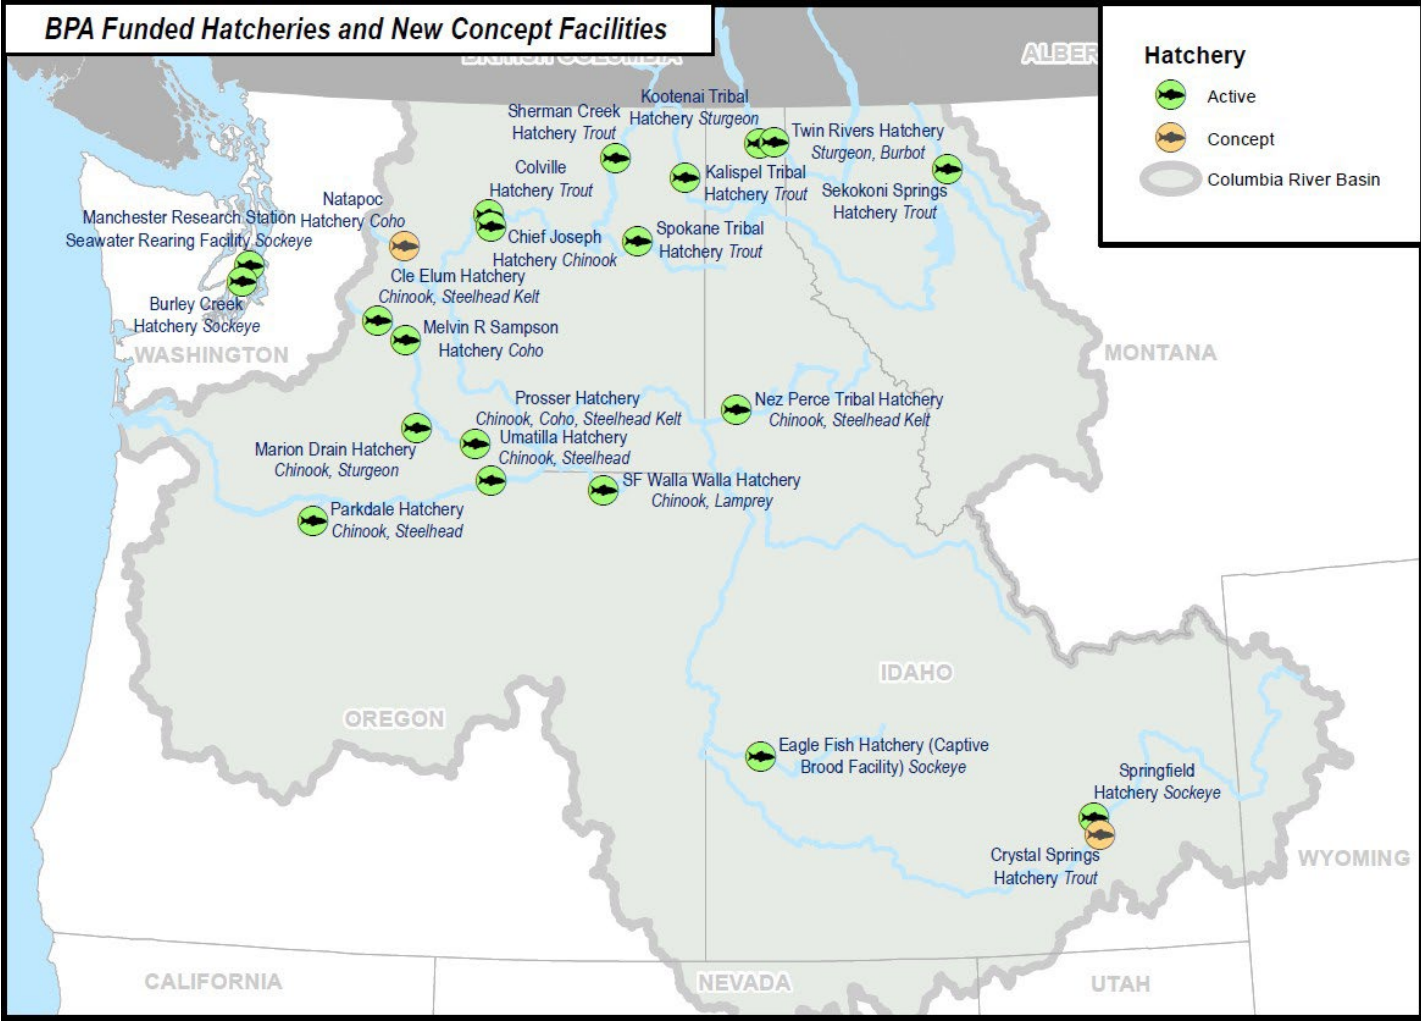 BPA Funded Hatcheries and New Concept Facilities
BRITISH COLUMBIA
ALBER
Hatchery
Active
Concept
Columbia River Basin
Kootenai Tribal
Hatchery Sturgeon
Sherman Creek
Hatchery Trout
Twin Rivers Hatchery
Sturgeon, Burbot
Colville
Hatchery Trout
Kalispel Tribal
Hatchery Trout
Sekokoni Springs
Hatchery Trout
Natapoc
Hatchery Coho
Manchester Research Station
Seawater Rearing Facility Sockeye
Chief Joseph
Hatchery Chinook
Spokane Tribal
Hatchery Trout
Cle Elum Hatchery
Chinook, Steelhead Kelt
Burley Creek
Hatchery Sockeye
Melvin R Sampson
Hatchery Coho
WASHINGTON
MONTANA
Prosser Hatchery
Chinook, Coho, Steelhead Kelt
Nez Perce Tribal Hatchery
Chinook, Steelhead Kelt
Umatilla Hatchery
Chinook, Steelhead
Marion Drain Hatchery
Chinook, Sturgeon
SF Walla Walla Hatchery
Chinook, Lamprey
Parkdale Hatchery
Chinook, Steelhead
IDAHO
OREGON
Eagle Fish Hatchery (Captive
Brood Facility) Sockeye
Springfield
Hatchery Sockeye
Crystal Springs
Hatchery Trout
WYOMING
CALIFORNIA
NEVADA
UTAH